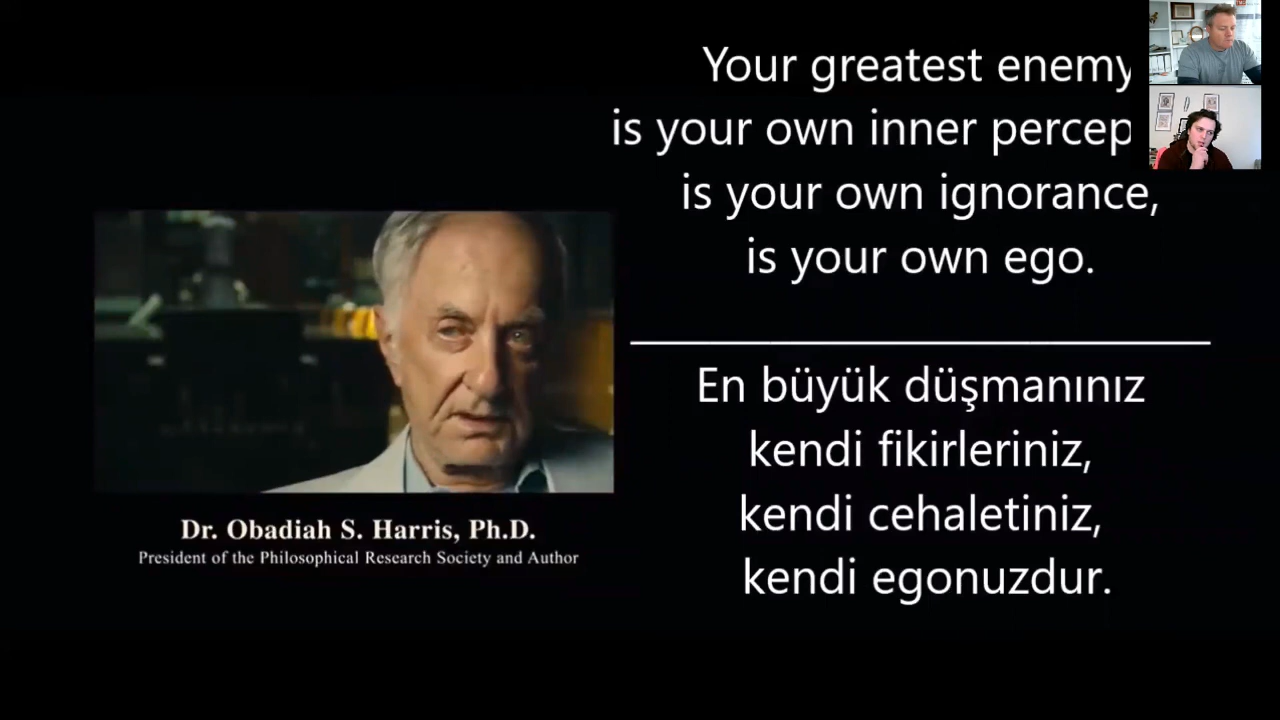 Your greatest enemy
is your own inner
is your own ignorance,
is your own ego.
En büyük düşmanınız
kendi fikirleriniz,
kendi cehaletiniz,
kendi egonuzdur.
Dr. Obadiah S. Harris, Ph.D.
President of the Philosophical Research Society and Author